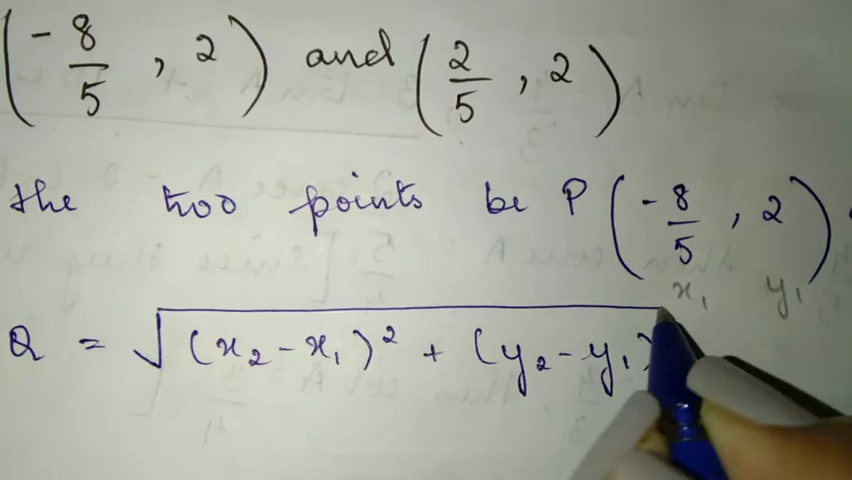 (-8/5, 2) and (2/5, 2)
the two points be P (-8/5, 2)
x₁ y₁
Q = √(x₂ - x₁)² + (y₂ - y₁)